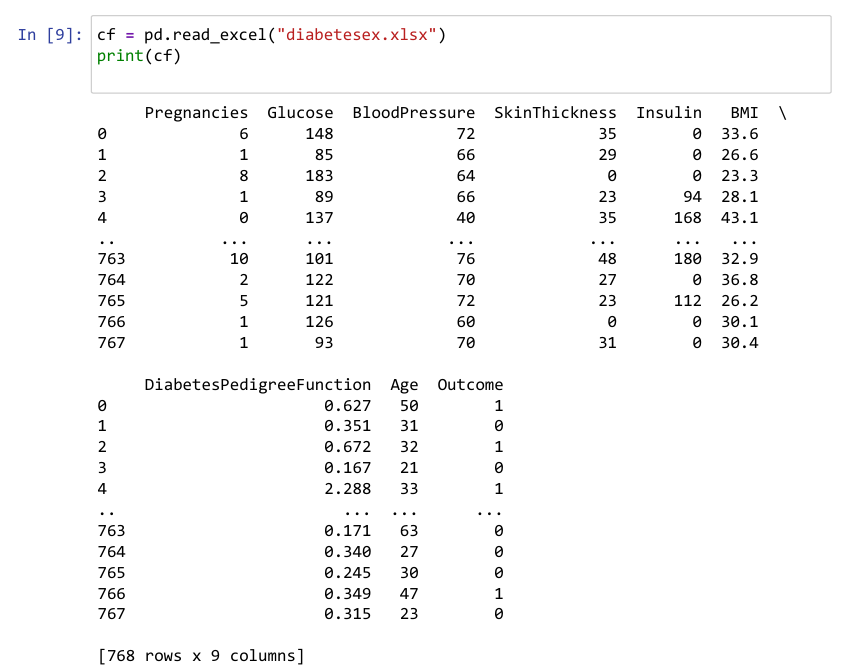 In [9]: cf = pd.read_excel("diabetesex.xlsx")
print(cf)
     Pregnancies  Glucose  BloodPressure  SkinThickness  Insulin   BMI  \
0              6      148             72             35        0  33.6
1              1       85             66             29        0  26.6
2              8      183             64              0        0  23.3
3              1       89             66             23       94  28.1
4              0      137             40             35      168  43.1
..           ...      ...            ...            ...      ...   ...
763           10      101             76             48      180  32.9
764            2      122             70             27        0  36.8
765            5      121             72             23      112  26.2
766            1      126             60              0        0  30.1
767            1       93             70             31        0  30.4
     DiabetesPedigreeFunction  Age  Outcome
0                       0.627   50        1
1                       0.351   31        0
2                       0.672   32        1
3                       0.167   21        0
4                       2.288   33        1
..                        ...  ...      ...
763                     0.171   63        0
764                     0.340   27        0
765                     0.245   30        0
766                     0.349   47        1
767                     0.315   23        0
[768 rows x 9 columns]